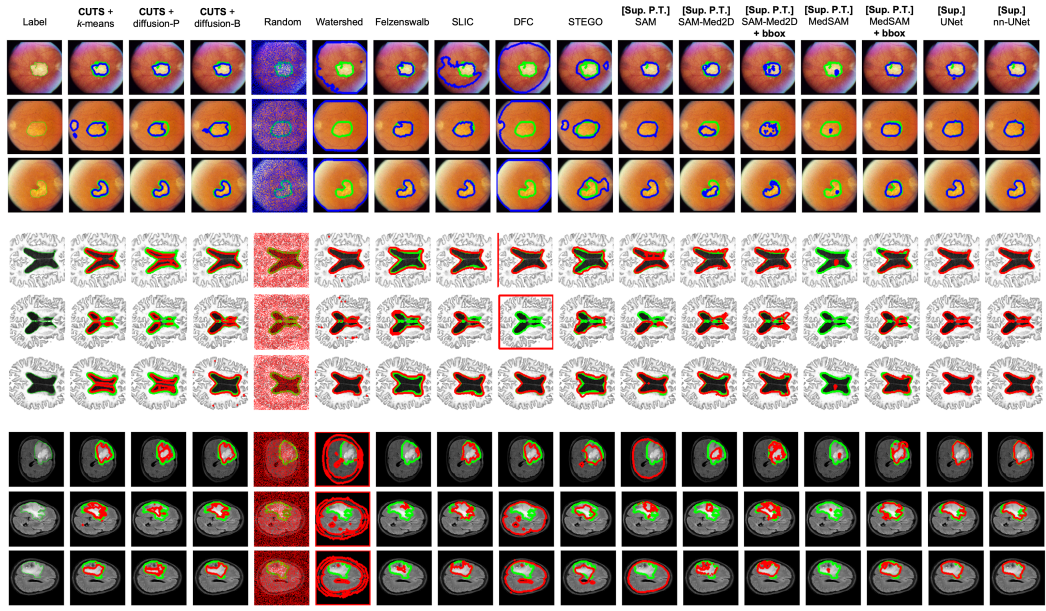 Label
CUTS +
k-means
CUTS +
diffusion-P
CUTS +
diffusion-B
Random
Watershed
Felzenswalb
SLIC
DFC
STEGO
[Sup. P.T.]
SAM
[Sup. P.T.]
SAM-Med2D
[Sup. P.T.]
SAM-Med2D
+ bbox
[Sup. P.T.]
MedSAM
[Sup. P.T.]
MedSAM
+ bbox
[Sup.]
UNet
[Sup.]
nn-UNet